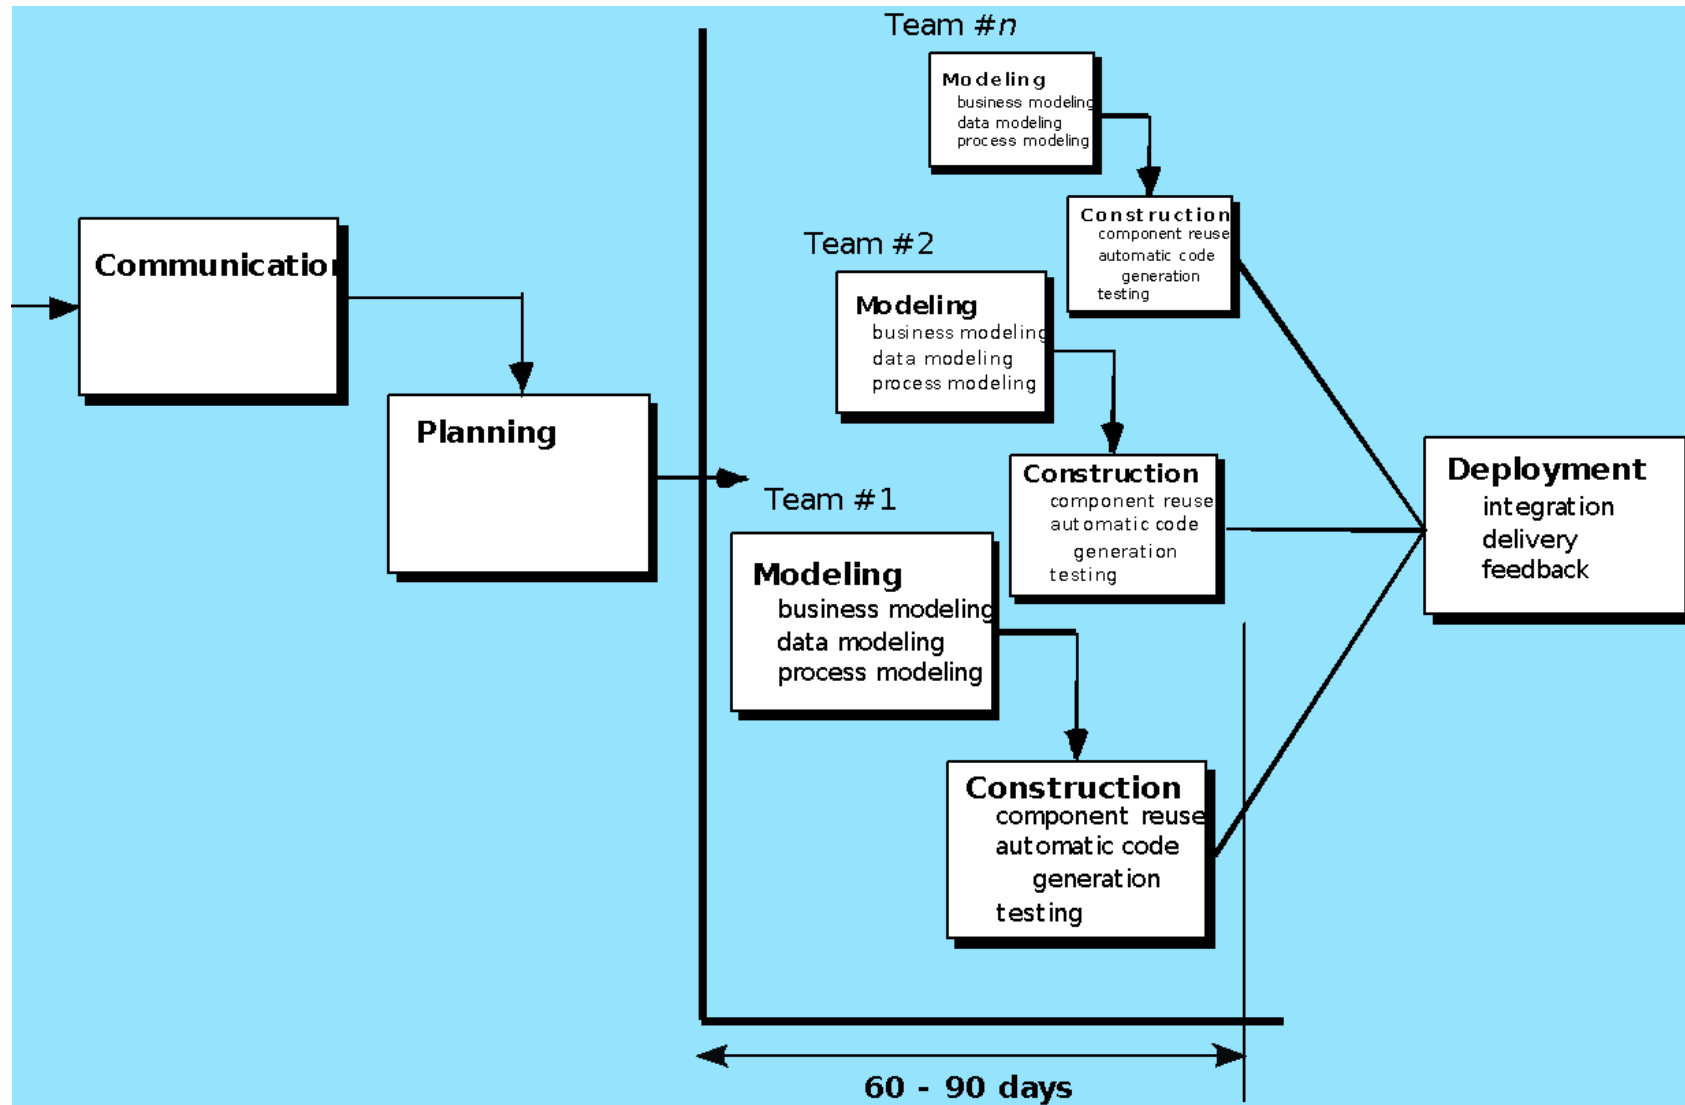 Team #n
Modeling
business modeling
data modeling
process modeling
Construction
component reuse
automatic code
generation
testing
Team #2
Modeling
business modeling
data modeling
process modeling
Construction
component reuse
automatic code
generation
testing
Communication
Planning
Team #1
Modeling
business modeling
data modeling
process modeling
Construction
component reuse
automatic code
generation
testing
Deployment
integration
delivery
feedback
60 - 90 days